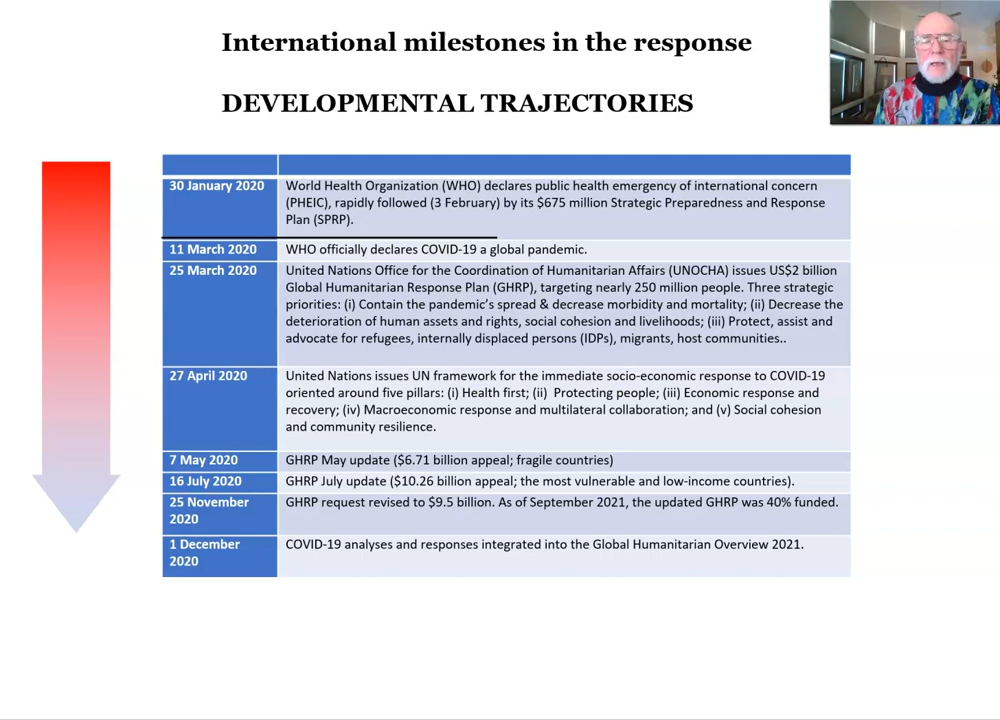 International milestones in the response
DEVELOPMENTAL TRAJECTORIES
30 January 2020
World Health Organization (WHO) declares public health emergency of international concern
(PHEIC), rapidly followed (3 February) by its $675 million Strategic Preparedness and Response
Plan (SPRP).
11 March 2020
WHO officially declares COVID-19 a global pandemic.
25 March 2020
United Nations Office for the Coordination of Humanitarian Affairs (UNOCHA) issues US$2 billion
Global Humanitarian Response Plan (GHRP), targeting nearly 250 million people. Three strategic
priorities: (i) Contain the pandemic's spread & decrease morbidity and mortality; (ii) Decrease the
deterioration of human assets and rights, social cohesion and livelihoods; (iii) Protect, assist and
advocate for refugees, internally displaced persons (IDPs), migrants, host communities..
27 April 2020
United Nations issues UN framework for the immediate socio-economic response to COVID-19
oriented around five pillars: (i) Health first; (ii) Protecting people; (iii) Economic response and
recovery; (iv) Macroeconomic response and multilateral collaboration; and (v) Social cohesion
and community resilience.
7 May 2020
GHRP May update ($6.71 billion appeal; fragile countries)
16 July 2020
GHRP July update ($10.26 billion appeal; the most vulnerable and low-income countries).
25 November
2020
GHRP request revised to $9.5 billion. As of September 2021, the updated GHRP was 40% funded.
1 December
2020
COVID-19 analyses and responses integrated into the Global Humanitarian Overview 2021.